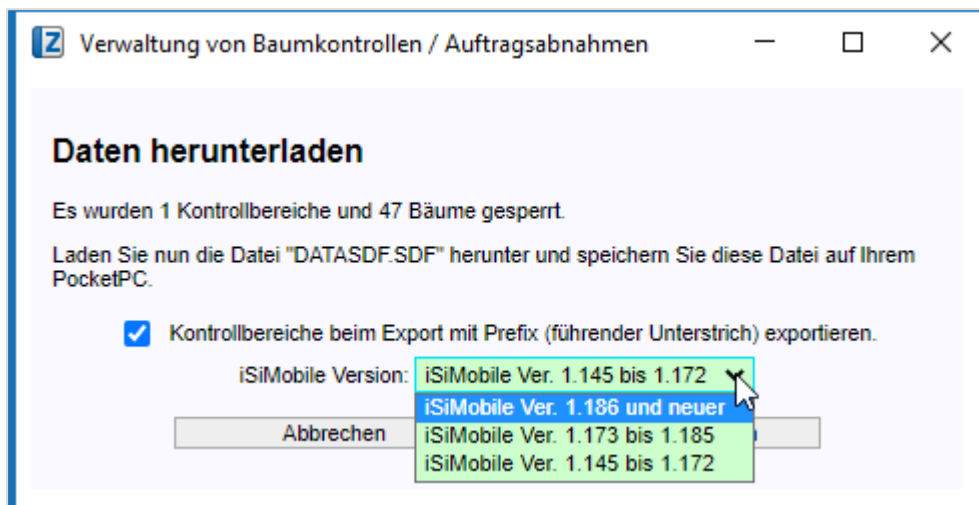 Z Verwaltung von Baumkontrollen / Auftragsabnahmen
Daten herunterladen
Es wurden 1 Kontrollbereiche und 47 Bäume gesperrt.
Laden Sie nun die Datei "DATASDF.SDF" herunter und speichern Sie diese Datei auf Ihrem
PocketPC.
Kontrollbereiche beim Export mit Prefix (führender Unterstrich) exportieren.
iSiMobile Version: iSiMobile Ver. 1.145 bis 1.172
iSiMobile Ver. 1.186 und neuer
Abbrechen iSiMobile Ver. 1.173 bis 1.185
iSiMobile Ver. 1.145 bis 1.172